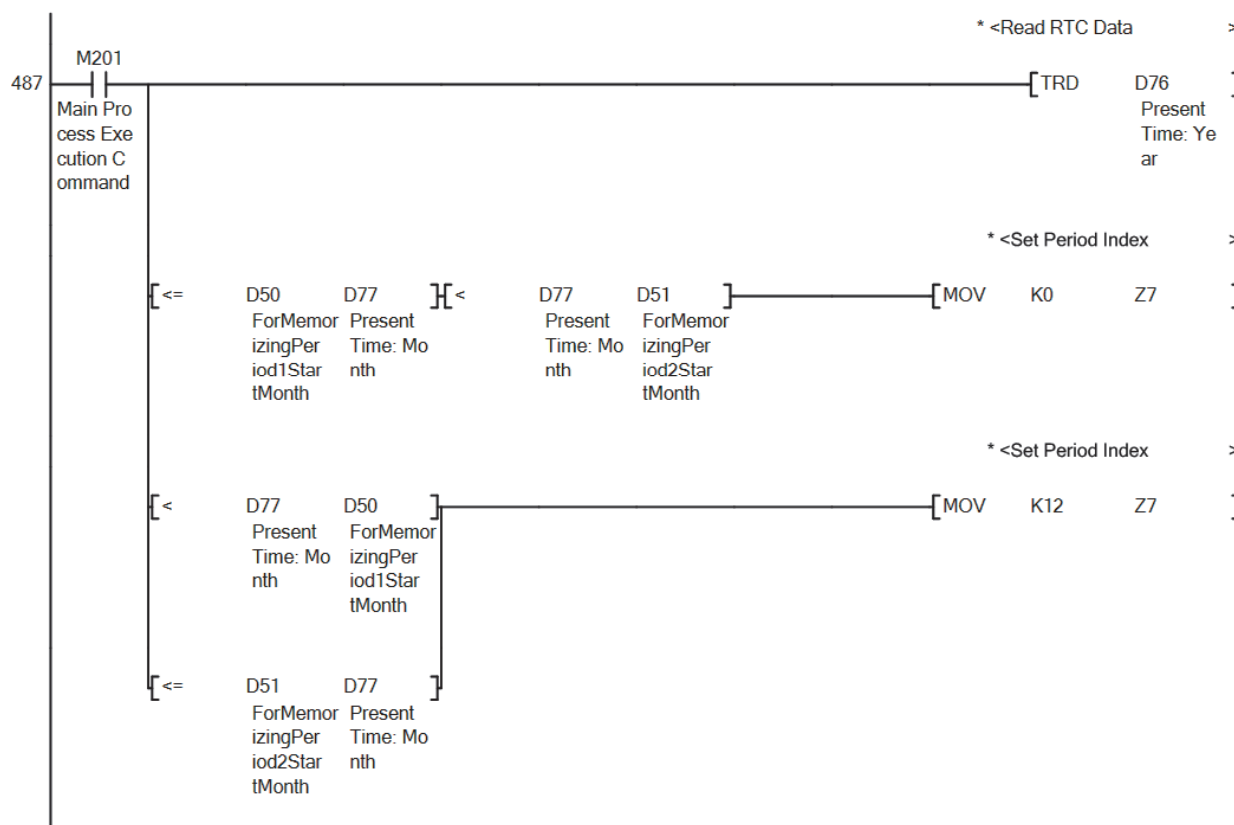 * <Read RTC Data >
M201
487
[TRD D76 ]
Main Pro
cess Exe
cution C
ommand
Present
Time: Ye
ar
* <Set Period Index >
[<= D50 D77 ][< D77 D51 ] [MOV K0 Z7 ]
ForMemor Present Present ForMemor
izingPer Time: Mo Time: Mo izingPer
iod1Star nth nth iod2Star
tMonth tMonth
* <Set Period Index >
[< D77 D50 ] [MOV K12 Z7 ]
Present ForMemor
Time: Mo izingPer
nth iod1Star
tMonth
[<= D51 D77 ]
ForMemor Present
izingPer Time: Mo
iod2Star nth
tMonth